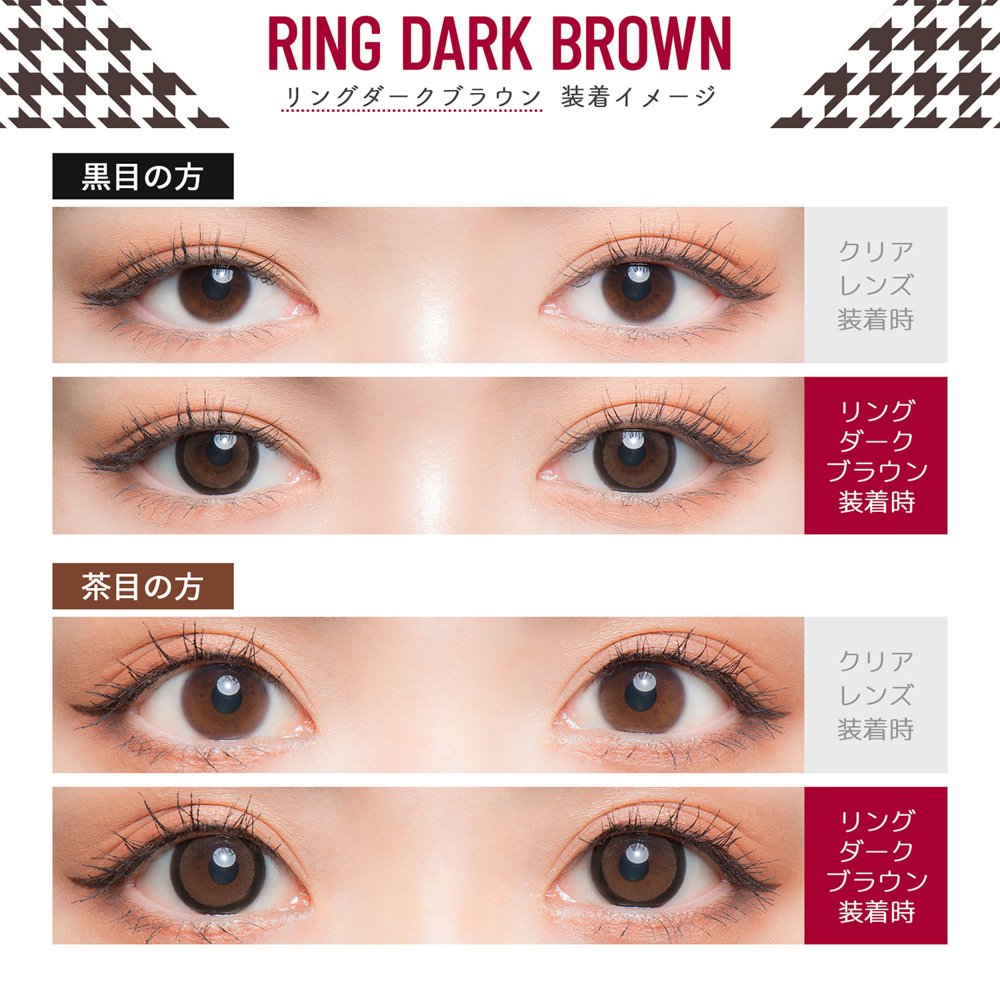 RING DARK BROWN
リングダークブラウン 装着イメージ
黒目の方
クリア
レンズ
装着時
リング
ダーク
ブラウン
装着時
茶目の方
クリア
レンズ
装着時
リング
ダーク
ブラウン
装着時